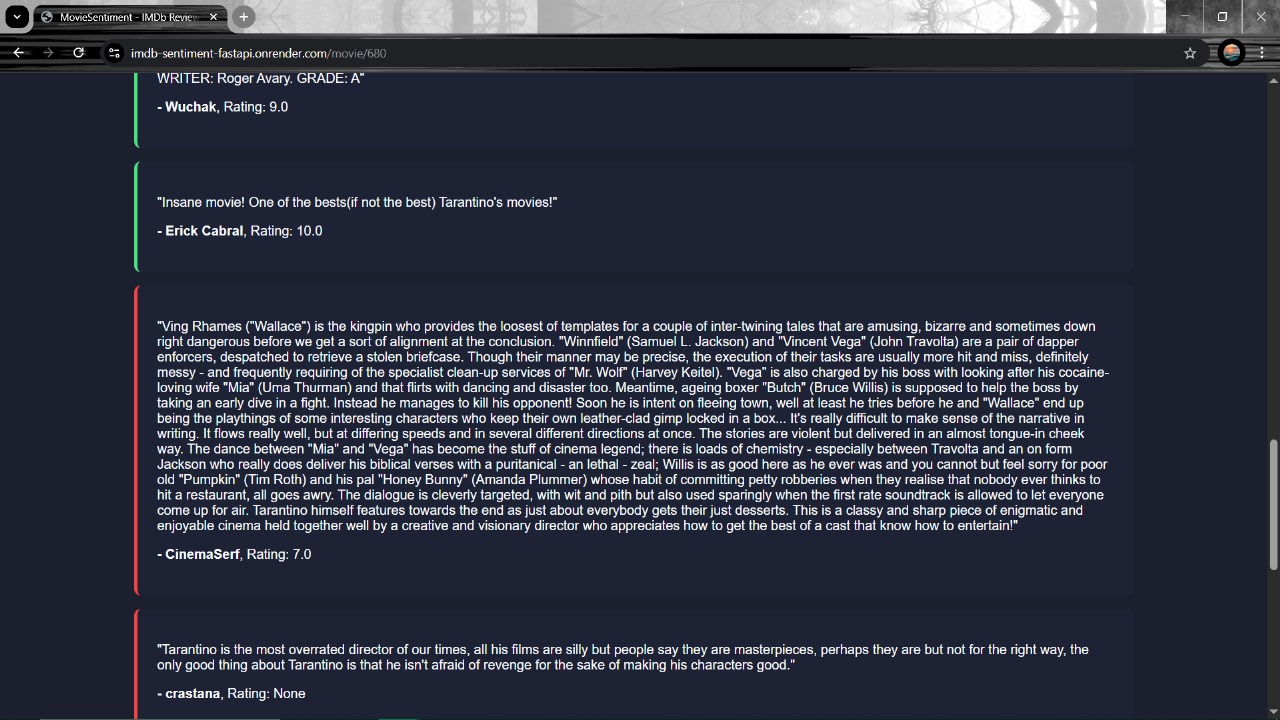 MovieSentiment - IMDb Review
imdb-sentiment-fastapi.onrender.com/movie/680
WRITER: Roger Avary. GRADE: A"
- Wuchak, Rating: 9.0
"Insane movie! One of the bests(if not the best) Tarantino's movies!"
- Erick Cabral, Rating: 10.0
"Ving Rhames ("Wallace") is the kingpin who provides the loosest of templates for a couple of inter-twining tales that are amusing, bizarre and sometimes down
right dangerous before we get a sort of alignment at the conclusion. "Winnfield" (Samuel L. Jackson) and "Vincent Vega" (John Travolta) are a pair of dapper
enforcers, despatched to retrieve a stolen briefcase. Though their manner may be precise, the execution of their tasks are usually more hit and miss, definitely
messy - and frequently requiring of the specialist clean-up services of "Mr. Wolf" (Harvey Keitel). "Vega" is also charged by his boss with looking after his cocaine-
loving wife "Mia" (Uma Thurman) and that flirts with dancing and disaster too. Meantime, ageing boxer "Butch" (Bruce Willis) is supposed to help the boss by
taking an early dive in a fight. Instead he manages to kill his opponent! Soon he is intent on fleeing town, well at least he tries before he and "Wallace" end up
being the playthings of some interesting characters who keep their own leather-clad gimp locked in a box... It's really difficult to make sense of the narrative in
writing. It flows really well, but at differing speeds and in several different directions at once. The stories are violent but delivered in an almost tongue-in cheek
way. The dance between "Mia" and "Vega" has become the stuff of cinema legend; there is loads of chemistry - especially between Travolta and an on form
Jackson who really does deliver his biblical verses with a puritanical - an lethal - zeal; Willis is as good here as he ever was and you cannot but feel sorry for poor
old "Pumpkin" (Tim Roth) and his pal "Honey Bunny" (Amanda Plummer) whose habit of committing petty robberies when they realise that nobody ever thinks to
hit a restaurant, all goes awry. The dialogue is cleverly targeted, with wit and pith but also used sparingly when the first rate soundtrack is allowed to let everyone
come up for air. Tarantino himself features towards the end as just about everybody gets their just desserts. This is a classy and sharp piece of enigmatic and
enjoyable cinema held together well by a creative and visionary director who appreciates how to get the best of a cast that know how to entertain!"
- CinemaSerf, Rating: 7.0
"Tarantino is the most overrated director of our times, all his films are silly but people say they are masterpieces, perhaps they are but not for the right way, the
only good thing about Tarantino is that he isn't afraid of revenge for the sake of making his characters good."
- crastana, Rating: None